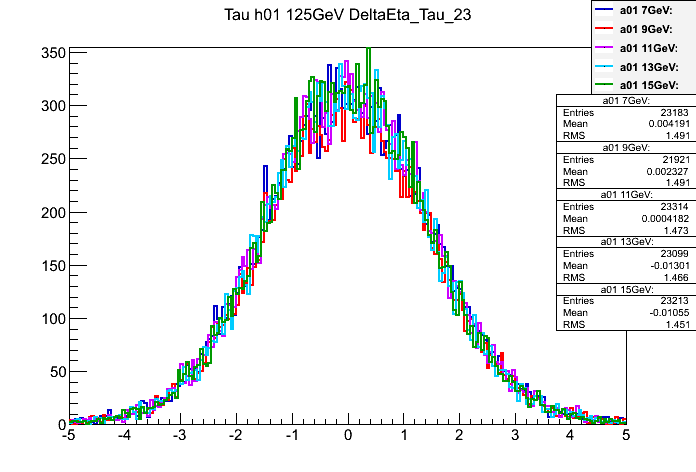 Tau h01 125GeV DeltaEta_Tau_23
a01 7GeV:
a01 9GeV:
a01 11GeV:
a01 13GeV:
a01 15GeV:
a01 7GeV:
Entries 23183
Mean 0.004191
RMS 1.491
a01 9GeV:
Entries 21921
Mean 0.002327
RMS 1.491
a01 11GeV:
Entries 23314
Mean 0.0004182
RMS 1.473
a01 13GeV:
Entries 23099
Mean -0.01301
RMS 1.466
a01 15GeV:
Entries 23213
Mean -0.01055
RMS 1.451
350
300
250
200
150
100
50
0
-5 -4 -3 -2 -1 0 1 2 3 4 5